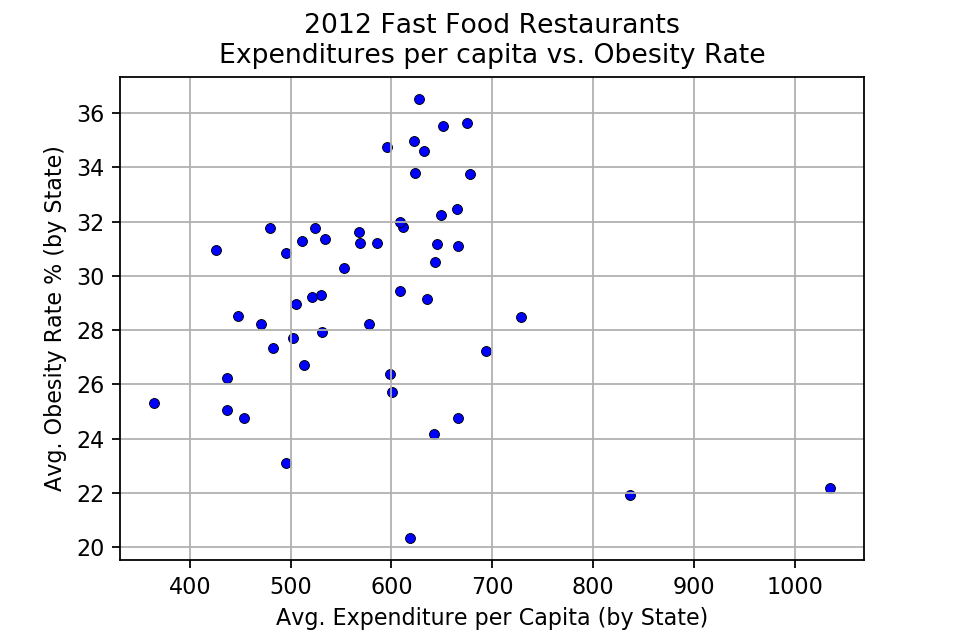 2012 Fast Food Restaurants
Expenditures per capita vs. Obesity Rate
Avg. Obesity Rate % (by State)
36
34
32
30
28
26
24
22
20
400 500 600 700 800 900 1000
Avg. Expenditure per Capita (by State)